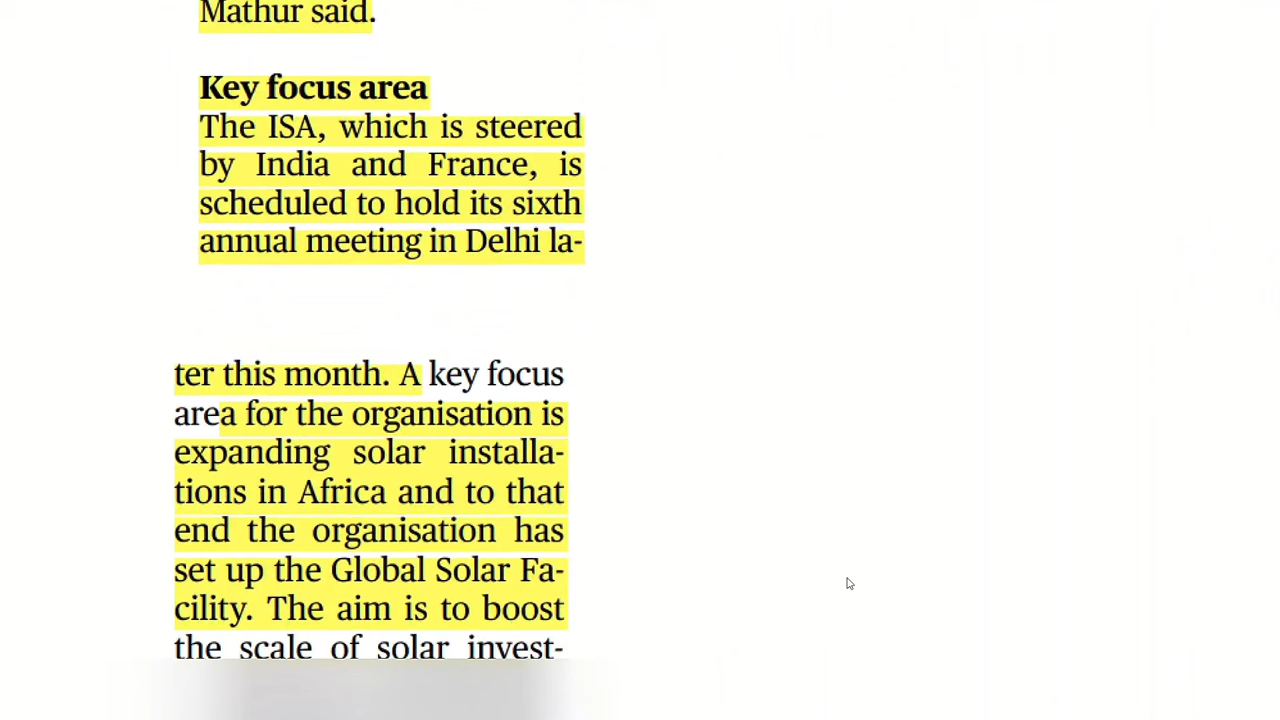 Mathur said.
Key focus area
The ISA, which is steered
by India and France, is
scheduled to hold its sixth
annual meeting in Delhi la-
ter this month. A key focus
area for the organisation is
expanding solar installa-
tions in Africa and to that
end the organisation has
set up the Global Solar Fa-
cility. The aim is to boost
the scale of solar invest-